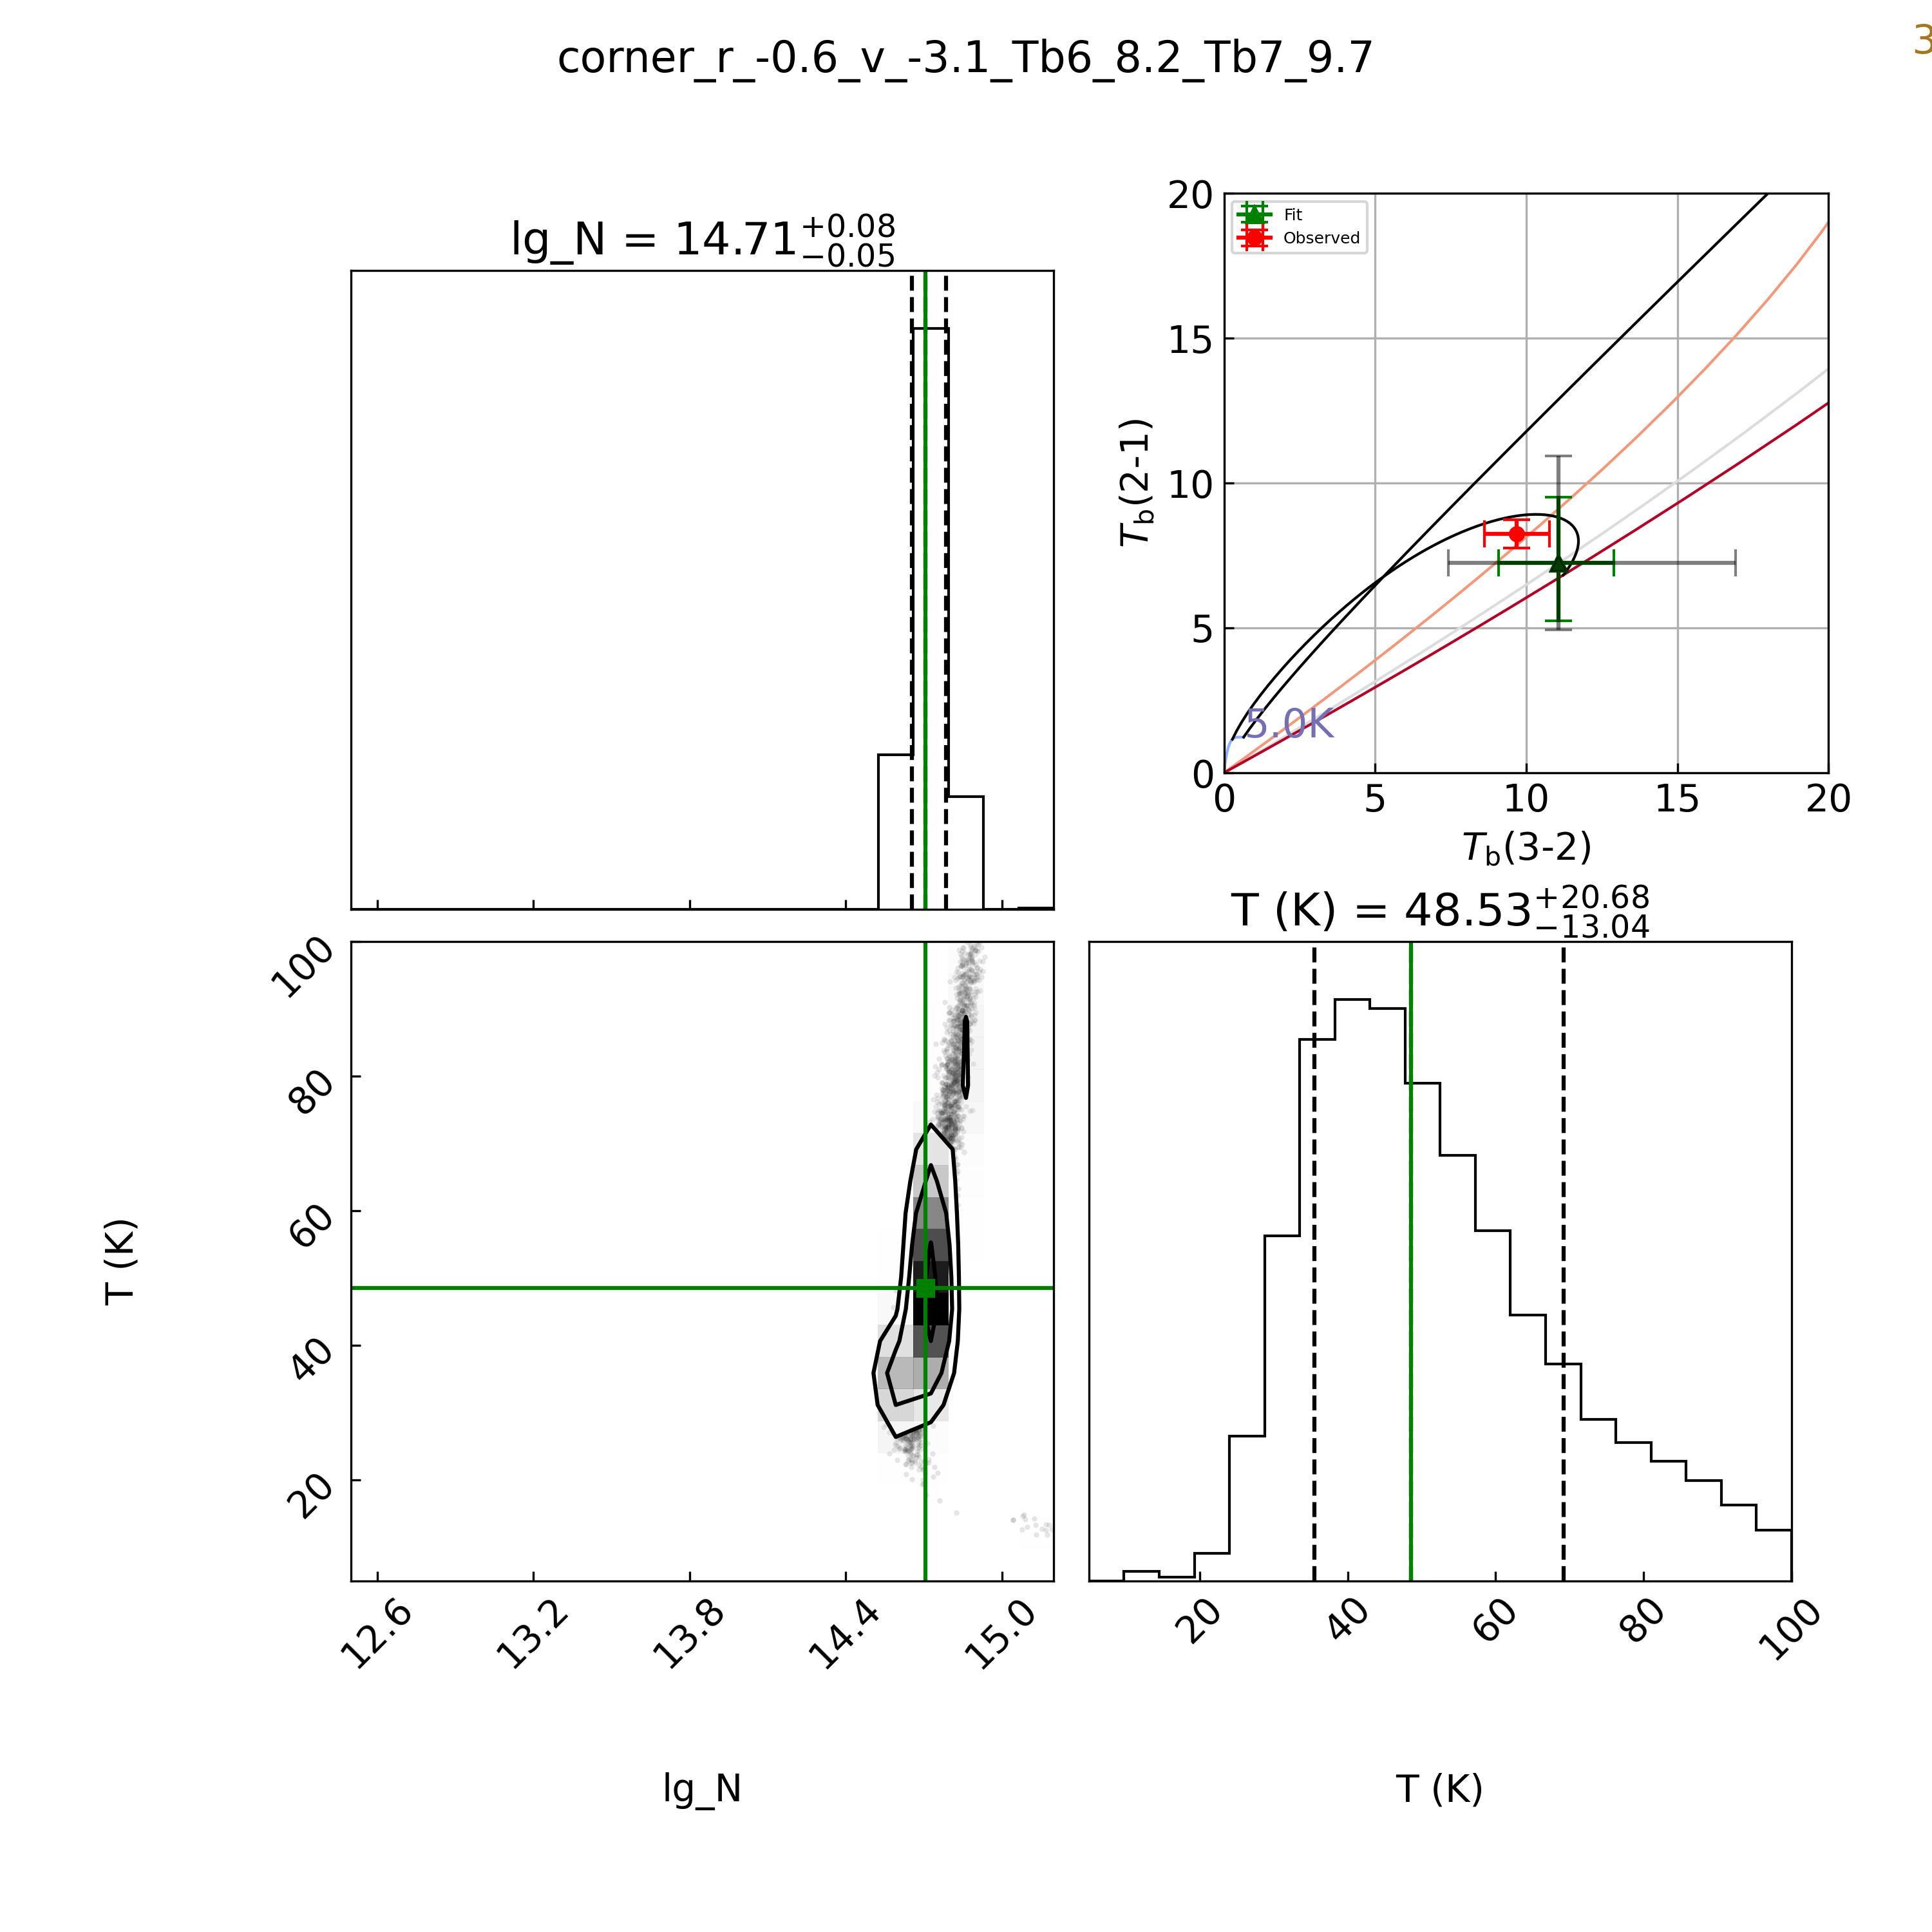 corner_r_-0.6_v_-3.1_Tb6_8.2_Tb7_9.7
3
lg_N = 14.71+0.08 −0.05
20
15
10
5
0
T_b(2-1)
Fit
Observed
5.0K
0 5 10 15 20
T_b(3-2)
T (K) = 48.53+20.68 −13.04
100
80
60
40
20
T (K)
12.6 13.2 13.8 14.4 15.0
lg_N
20 40 60 80 100
T (K)